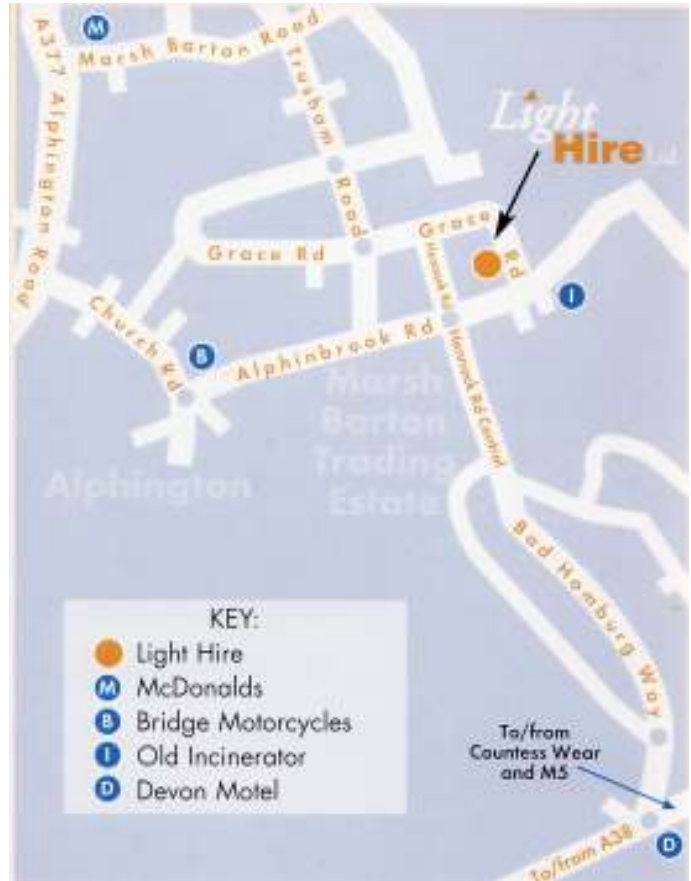 M
Marsh Barton Road
A377 Alphington Road
Trusham Road
Light
Hire Ltd
Grace Rd
Grace Rd
Hennock Rd
I
Church Rd
B
Alphinbrook Rd
Hennock Rd Central
Marsh
Barton
Trading
Estate
Alphington
Bad Homburg Way
KEY:
Light Hire
M McDonalds
B Bridge Motorcycles
I Old Incinerator
D Devon Motel
To/from
Countess Wear
and M5
To/from A38
D